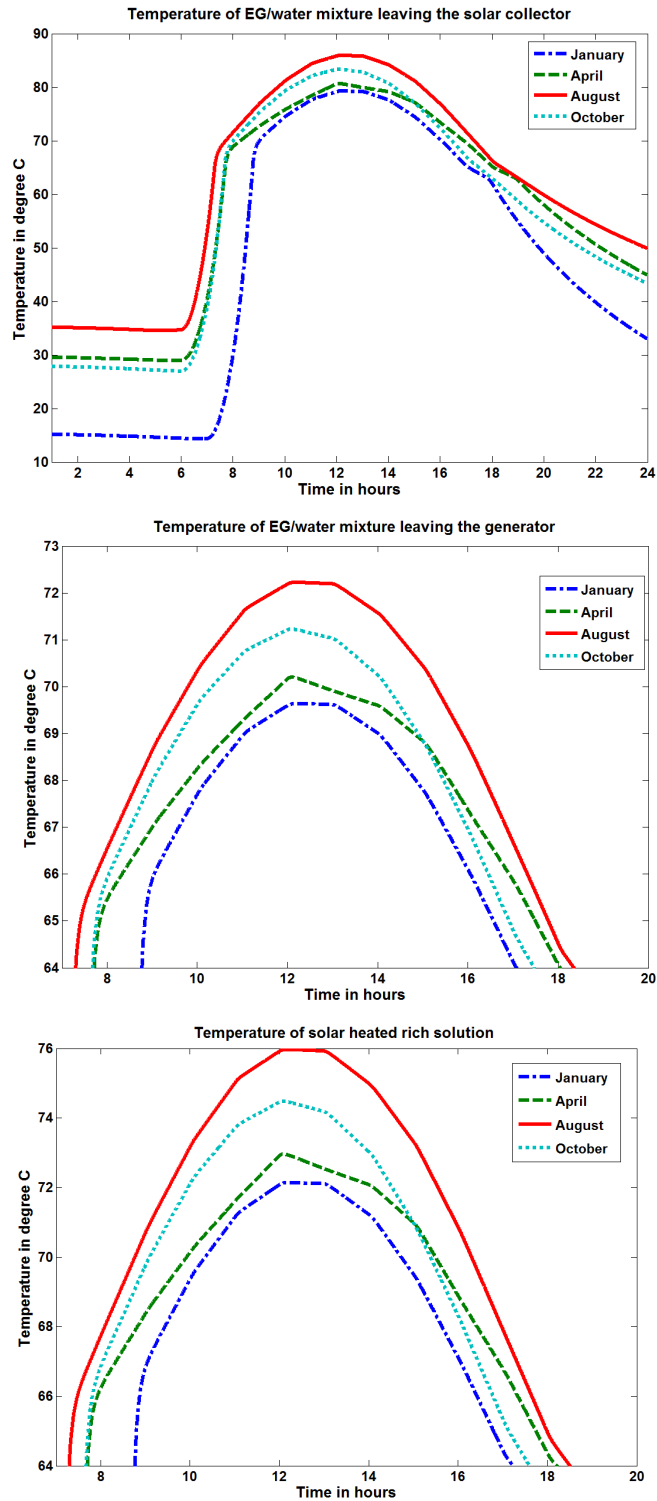 Temperature of EG/water mixture leaving the solar collector
90
80
70
60
50
40
30
20
10
Temperature in degree C
January
April
August
October
2 4 6 8 10 12 14 16 18 20 22 24
Time in hours
Temperature of EG/water mixture leaving the generator
73
72
71
70
69
68
67
66
65
64
Temperature in degree C
January
April
August
October
8 10 12 14 16 18 20
Time in hours
Temperature of solar heated rich solution
76
74
72
70
68
66
64
Temperature in degree C
January
April
August
October
8 10 12 14 16 18 20
Time in hours